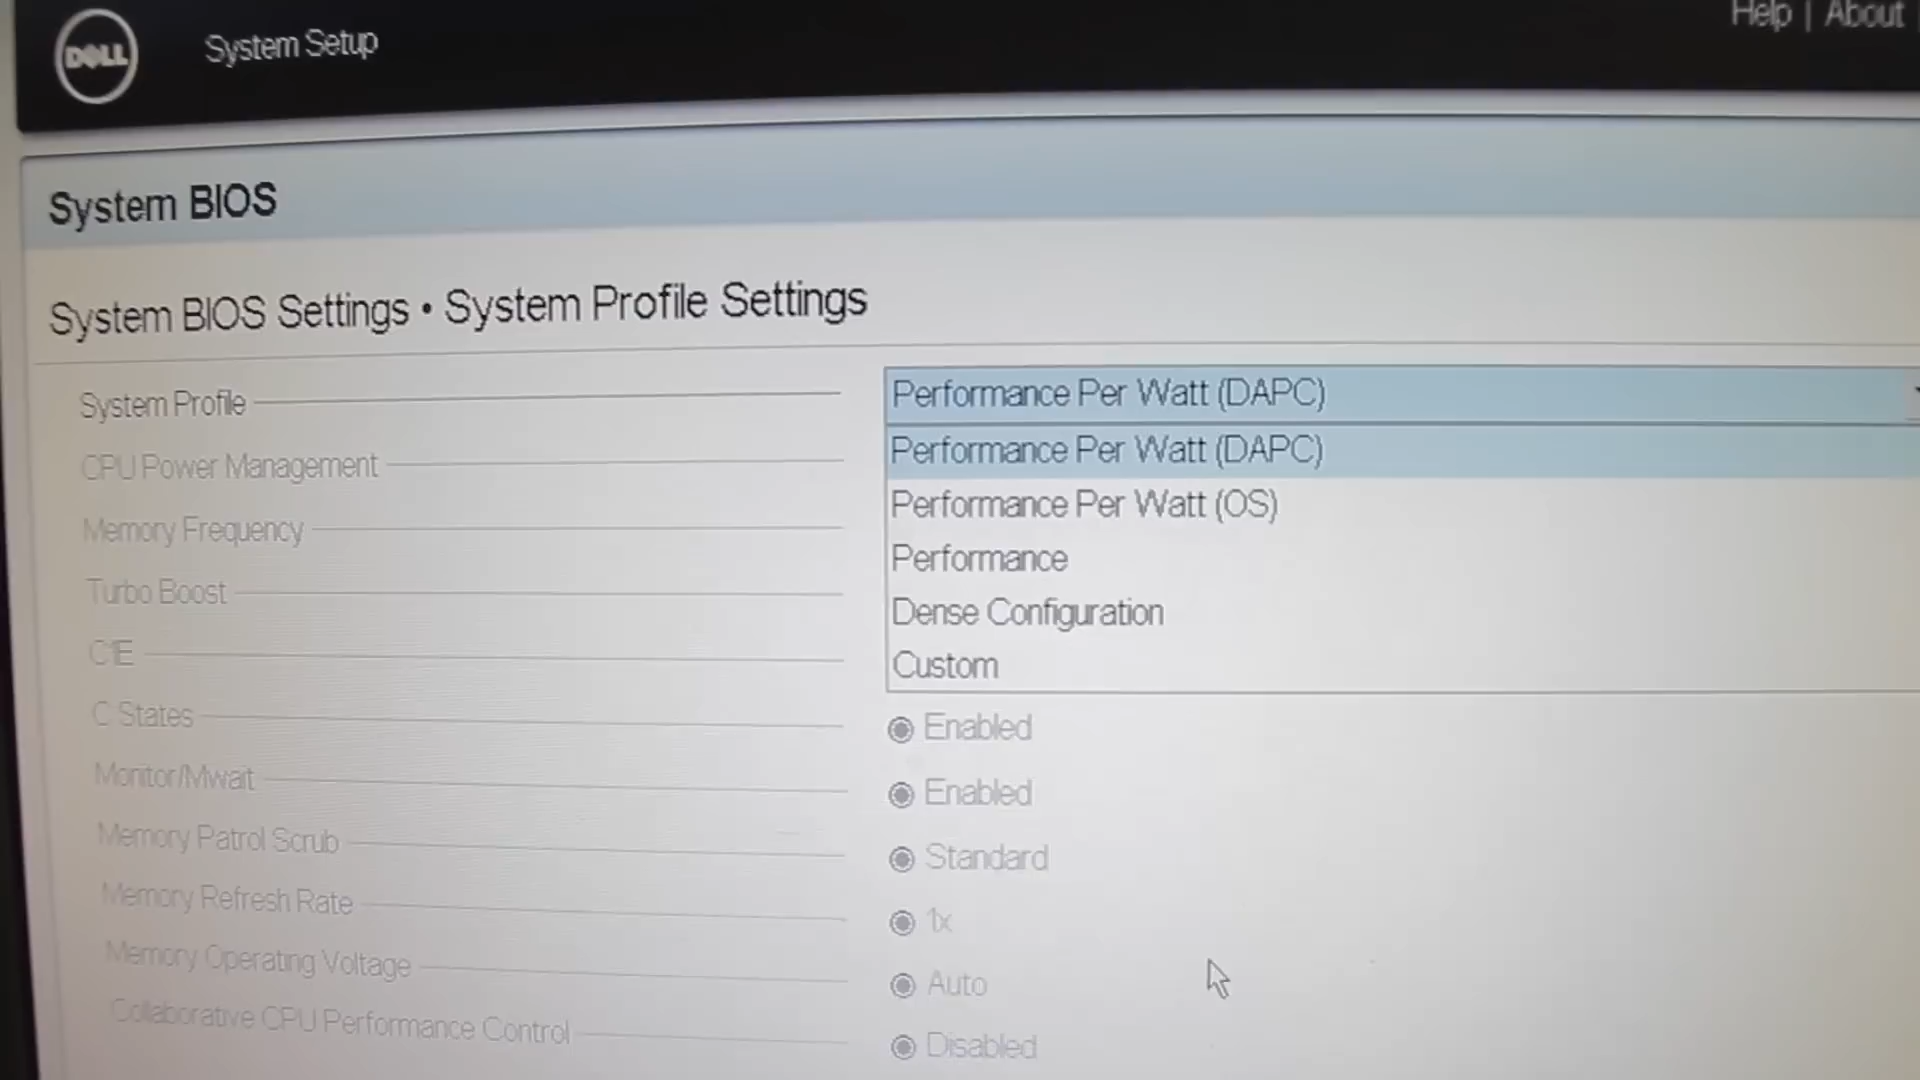 DELL
System Setup
Help | About
System BIOS
System BIOS Settings • System Profile Settings
System Profile
Performance Per Watt (DAPC)
Performance Per Watt (DAPC)
CPU Power Management
Performance Per Watt (OS)
Memory Frequency
Performance
Turbo Boost
Dense Configuration
C1E
Custom
C States
Enabled
Monitor/Mwait
Enabled
Memory Patrol Scrub
Standard
Memory Refresh Rate
1x
Memory Operating Voltage
Auto
Collaborative CPU Performance Control
Disabled